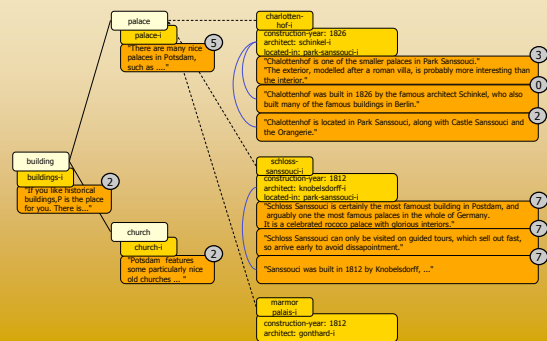 palace
palace-i
"There are many nice
palaces in Potsdam,
such as ...."
5
building
buildings-i
"If you like historical
buildings,P is the place
for you. There is..."
2
church
church-i
"Potsdam features
some particularly nice
old churches ... "
2
charlotten-
hof-i
construction-year: 1826
architect: schinkel-i
located-in: park-sanssouci-i
"Chalottenhof is one of the smaller palaces in Park Sanssouci."
"The exterior, modelled after a roman villa, is probably more interesting than
the interior."
3
"Chalottenhof was built in 1826 by the famous architect Schinkel, who also
built many of the famous buildings in Berlin."
0
"Chalottenhof is located in Park Sanssouci, along with Castle Sanssouci and
the Orangerie."
2
schloss-
sanssouci-i
construction-year: 1812
architect: knobelsdorf-i
located-in: park-sanssouci-i
"Schloss Sanssouci is certainly the most famoust building in Postdam, and
arguably one the most famous palaces in the whole of Germany.
It is a celebrated rococo palace with glorious interiors."
7
"Schloss Sanssouci can only be visited on guided tours, which sell out fast,
so arrive early to avoid dissapointment."
7
"Sanssouci was built in 1812 by Knobelsdorff, ..."
7
marmor
palais-i
construction-year: 1812
architect: gonthard-i